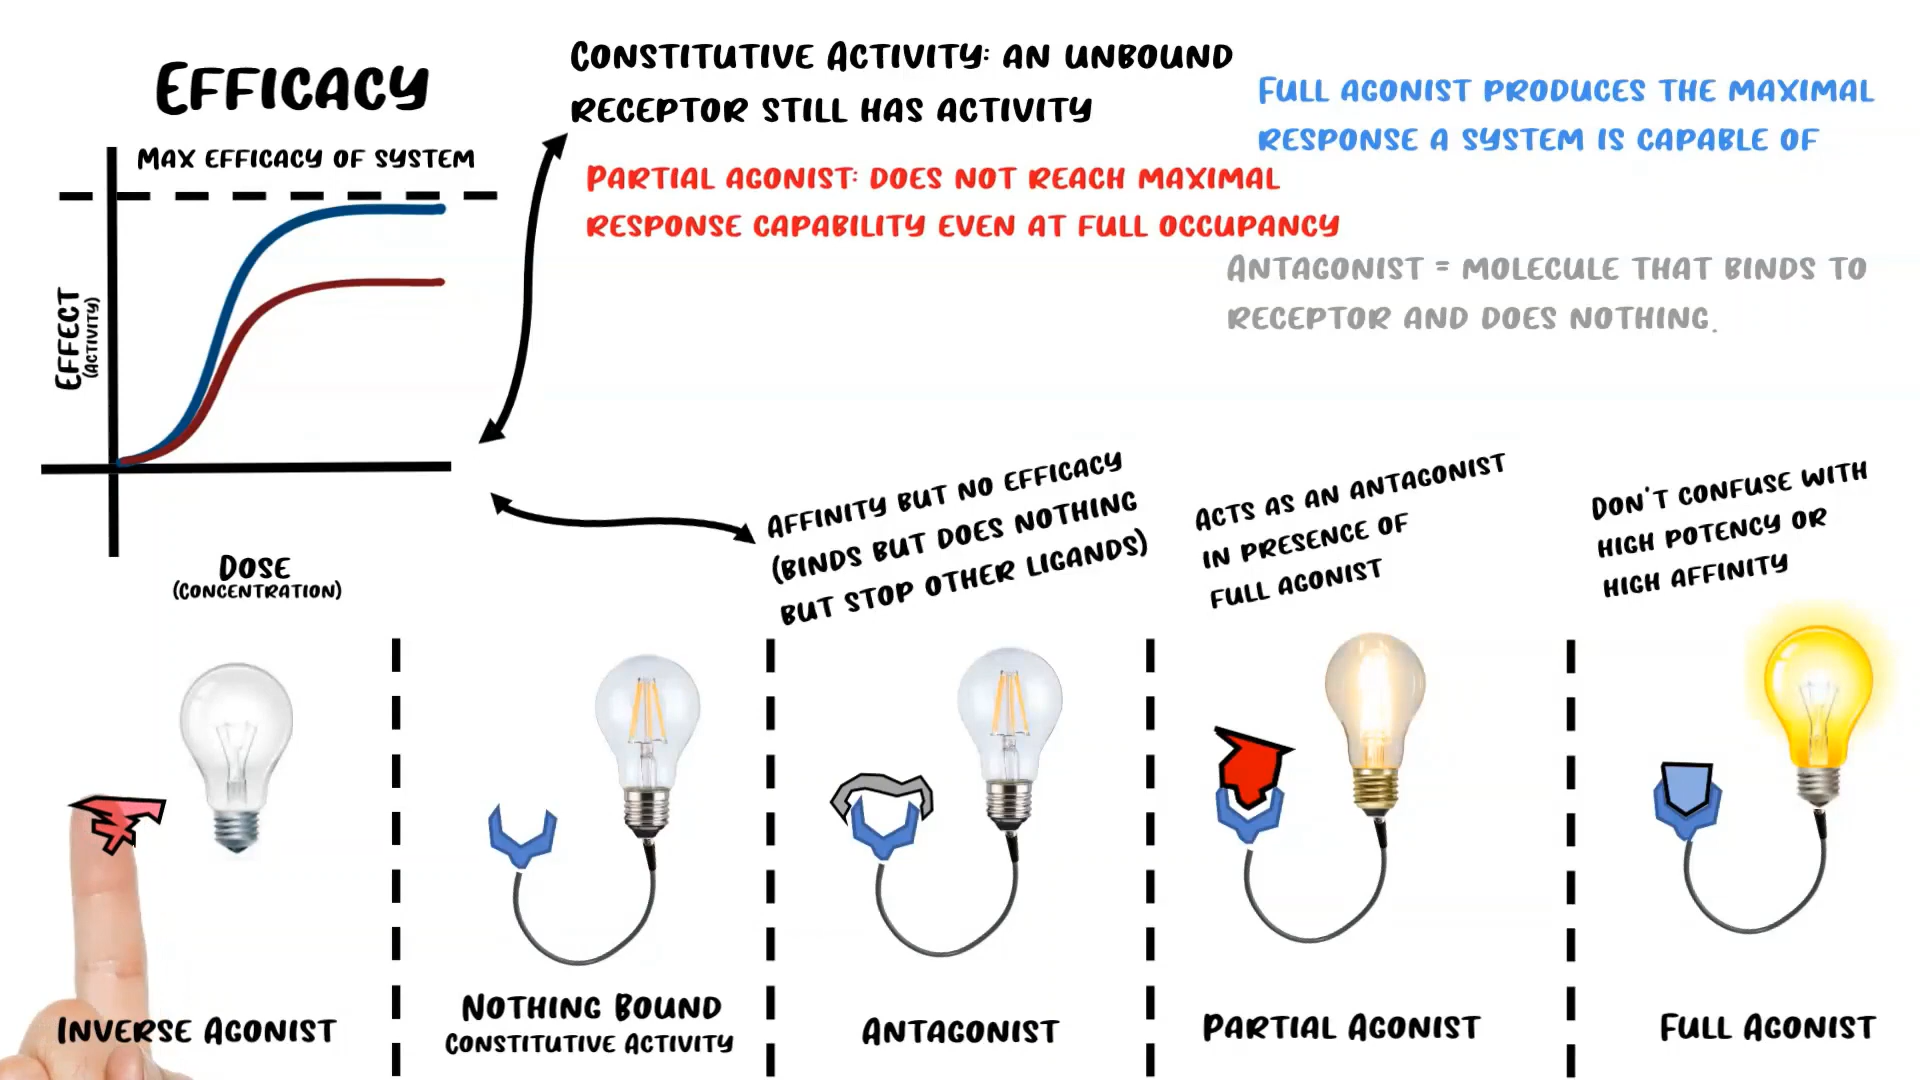 Efficacy
Max efficacy of system
Effect
(Activity)
Dose
(Concentration)
Constitutive Activity: an unbound
receptor still has activity
Full agonist produces the maximal
response a system is capable of
Partial agonist: does not reach maximal
response capability even at full occupancy
Antagonist = molecule that binds to
receptor and does nothing.
Affinity but no efficacy
(binds but does nothing
but stop other ligands)
Acts as an antagonist
in presence of
full agonist
Don't confuse with
high potency or
high affinity
Inverse Agonist
Nothing Bound
Constitutive Activity
Antagonist
Partial Agonist
Full Agonist